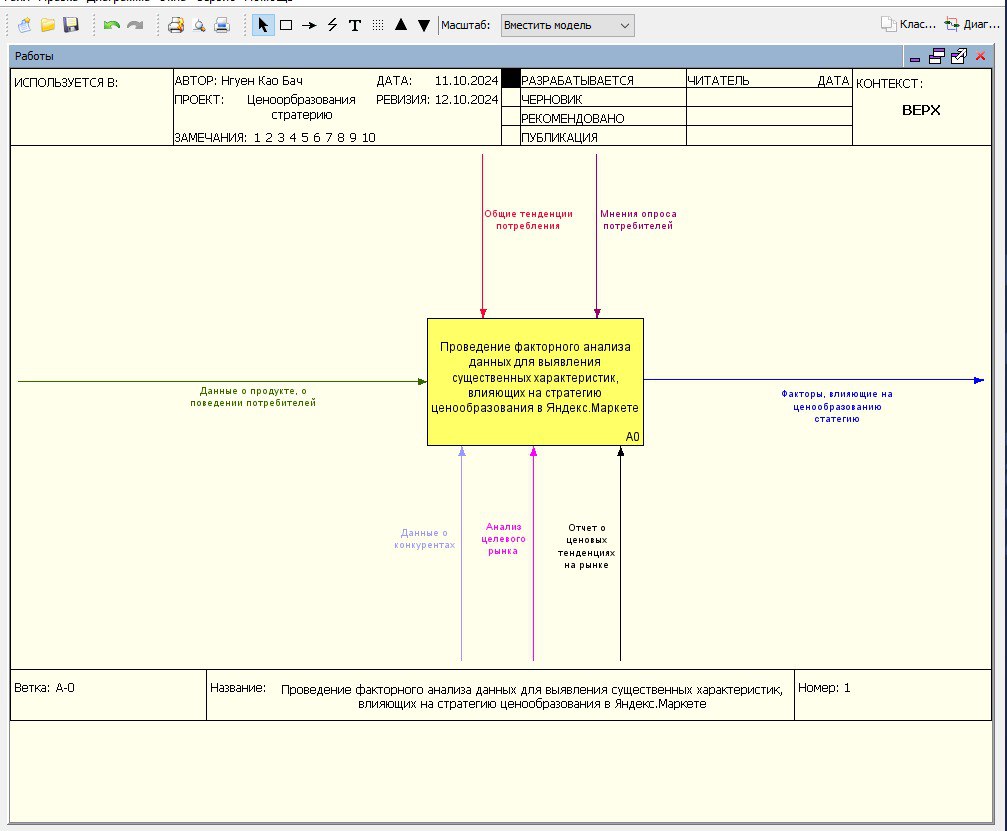 Масштаб: Вместить модель Клас... Диаг...
Работы
ИСПОЛЬЗУЕТСЯ В:
АВТОР: Нгуен Као Бач
ДАТА: 11.10.2024
ПРОЕКТ: Ценоорбразования
стратерию
РЕВИЗИЯ: 12.10.2024
ЗАМЕЧАНИЯ: 1 2 3 4 5 6 7 8 9 10
РАЗРАБАТЫВАЕТСЯ
ЧЕРНОВИК
РЕКОМЕНДОВАНО
ПУБЛИКАЦИЯ
ЧИТАТЕЛЬ ДАТА
КОНТЕКСТ:
ВЕРХ
Общие тенденции
потребления
Мнения опроса
потребителей
Проведение факторного анализа
данных для выявления
существенных характеристик,
влияющих на стратегию
ценообразования в Яндекс.Маркете
A0
Данные о продукте, о
поведении потребителей
Факторы, влияющие на
ценообразованию
статегию
Данные о
конкурентах
Анализ
целевого
рынка
Отчет о
ценовых
тенденциях
на рынке
Ветка: A-0
Название: Проведение факторного анализа данных для выявления существенных характеристик,
влияющих на стратегию ценообразования в Яндекс.Маркете
Номер: 1